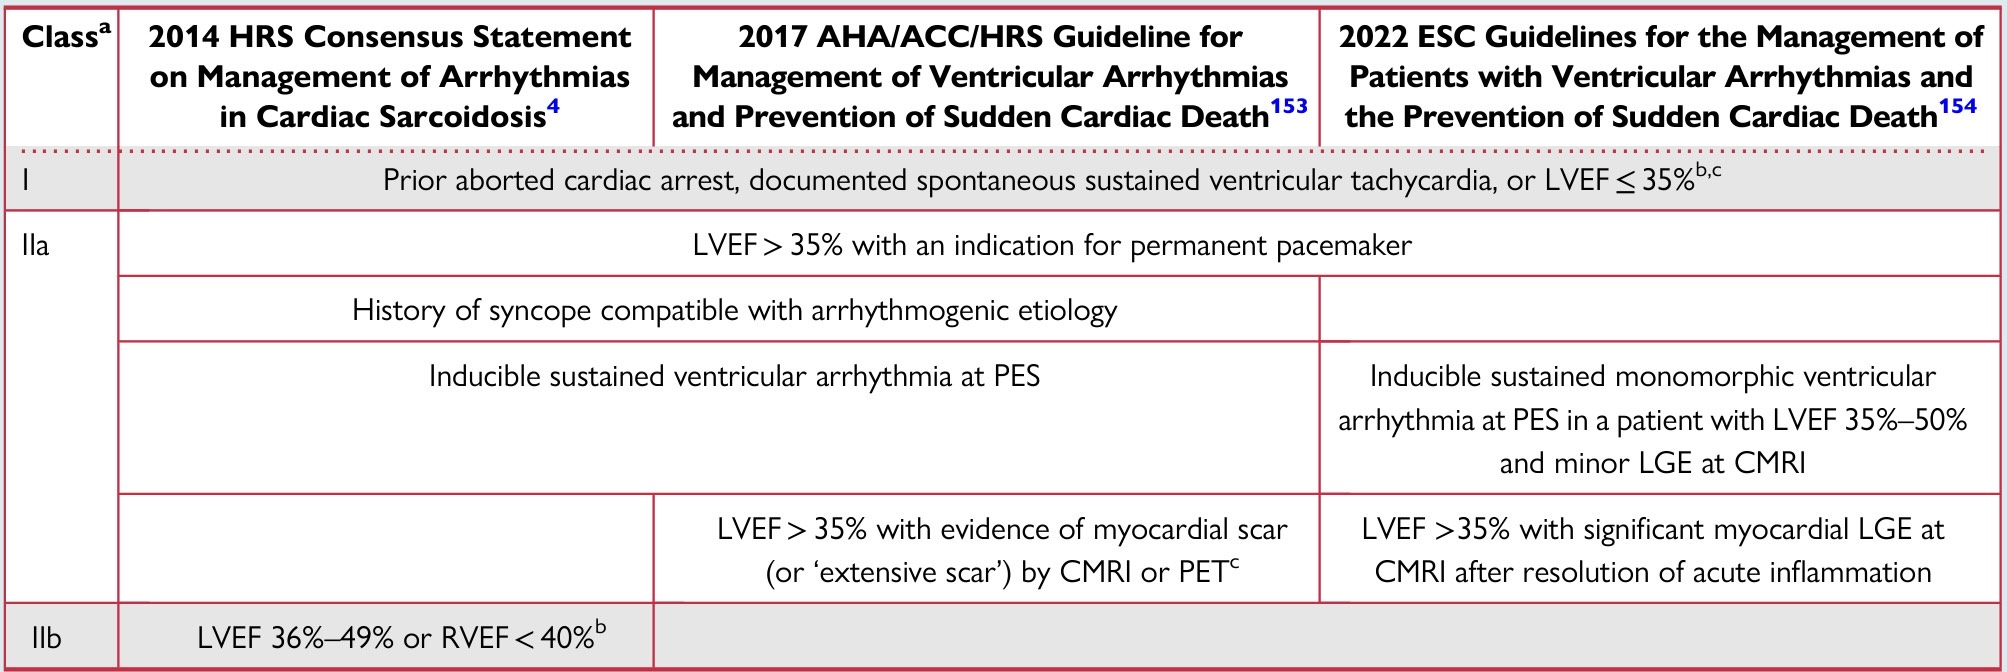 Classa
2014 HRS Consensus Statement
on Management of Arrhythmias
in Cardiac Sarcoidosis4
2017 AHA/ACC/HRS Guideline for
Management of Ventricular Arrhythmias
and Prevention of Sudden Cardiac Death153
2022 ESC Guidelines for the Management of
Patients with Ventricular Arrhythmias and
the Prevention of Sudden Cardiac Death154
I
Prior aborted cardiac arrest, documented spontaneous sustained ventricular tachycardia, or LVEF ≤ 35%b,c
IIa
LVEF > 35% with an indication for permanent pacemaker
History of syncope compatible with arrhythmogenic etiology
Inducible sustained ventricular arrhythmia at PES
Inducible sustained monomorphic ventricular
arrhythmia at PES in a patient with LVEF 35%–50%
and minor LGE at CMRI
LVEF > 35% with evidence of myocardial scar
(or ‘extensive scar’) by CMRI or PETc
LVEF >35% with significant myocardial LGE at
CMRI after resolution of acute inflammation
IIb
LVEF 36%–49% or RVEF < 40%b